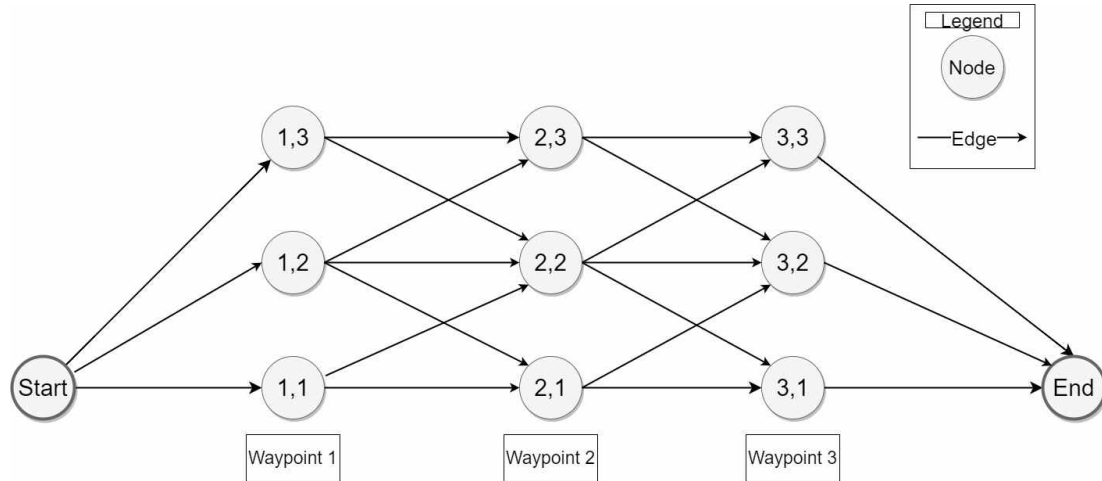 Legend
Node
Edge
1,3
2,3
3,3
1,2
2,2
3,2
Start
1,1
2,1
3,1
End
Waypoint 1
Waypoint 2
Waypoint 3